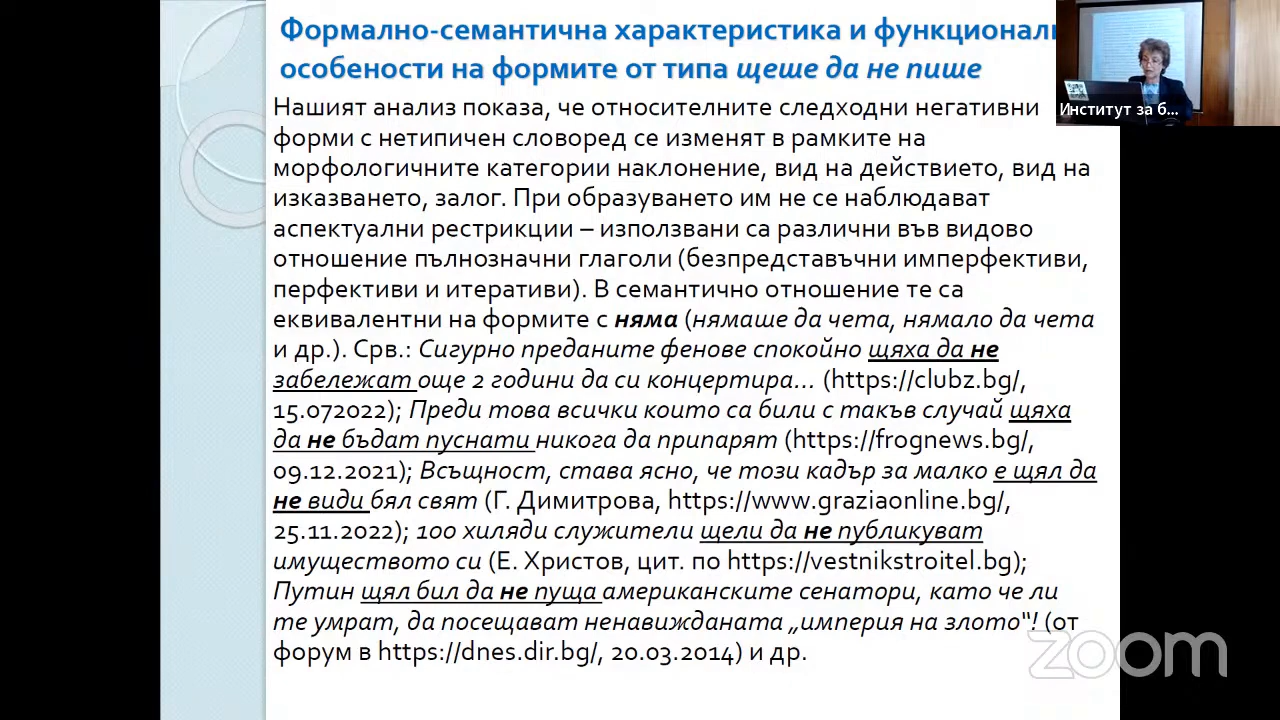 Формално-семантична характеристика и функционалн
особености на формите от типа щеше да не пише
Нашият анализ показа, че относителните следходни негативни
форми с нетипичен словоред се изменят в рамките на
морфологичните категории наклонение, вид на действието, вид на
изказването, залог. При образуването им не се наблюдават
аспектуални рестрикции – използвани са различни във видово
отношение пълнозначни глаголи (безпредставъчни имперфективи,
перфективи и итеративи). В семантично отношение те са
еквивалентни на формите с няма (нямаше да чета, нямало да чета
и др.). Срв.: Сигурно преданите фенове спокойно щяха да не
забележат още 2 години да си концертира... (https://clubz.bg/,
15.072022); Преди това всички които са били с такъв случай щяха
да не бъдат пуснати никога да припарят (https://frognews.bg/,
09.12.2021); Всъщност, става ясно, че този кадър за малко е щял да
не види бял свят (Г. Димитрова, https://www.graziaonline.bg/,
25.11.2022); 100 хиляди служители щели да не публикуват
имуществото си (Е. Христов, цит. по https://vestnikstroitel.bg);
Путин щял бил да не пуща американските сенатори, като че ли
те умрат, да посещават ненавижданата „империя на злото“! (от
форум в https://dnes.dir.bg/, 20.03.2014) и др.
Институт за б...
zoom